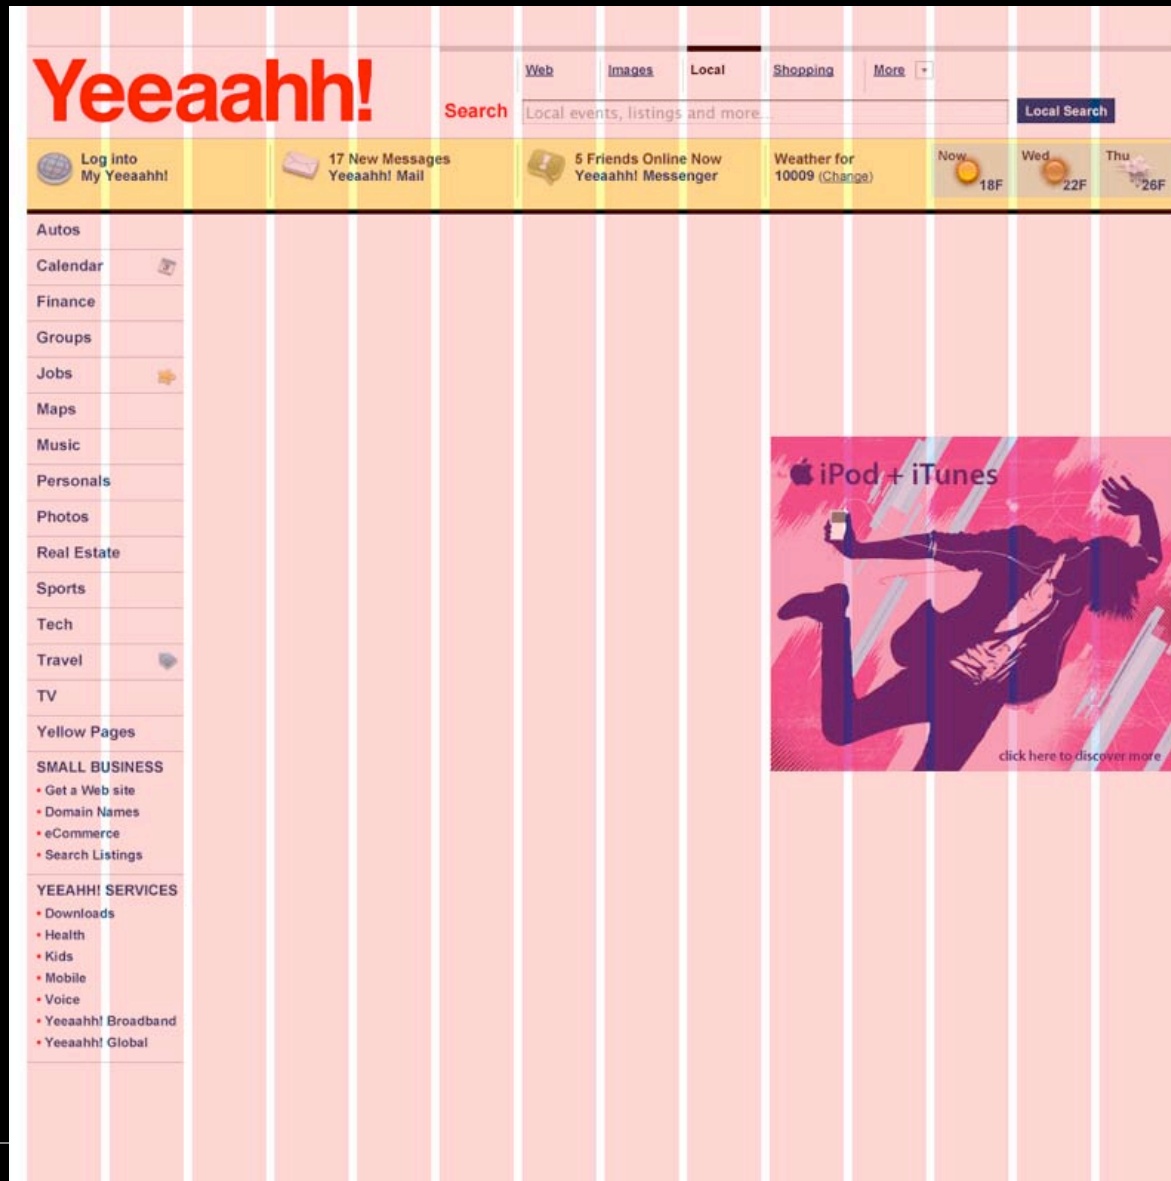 Yeeaahh!
Web Images Local Shopping More
Search Local events, listings and more... Local Search
Log into
My Yeeaahh!
17 New Messages
Yeeaahh! Mail
5 Friends Online Now
Yeeaahh! Messenger
Weather for
10009 (Change)
Now 18F
Wed 22F
Thu 26F
Autos
Calendar
Finance
Groups
Jobs
Maps
Music
Personals
Photos
Real Estate
Sports
Tech
Travel
TV
Yellow Pages
SMALL BUSINESS
• Get a Web site
• Domain Names
• eCommerce
• Search Listings
YEEAHH! SERVICES
• Downloads
• Health
• Kids
• Mobile
• Voice
• Yeeaahh! Broadband
• Yeeaahh! Global
iPod + iTunes
click here to discover more